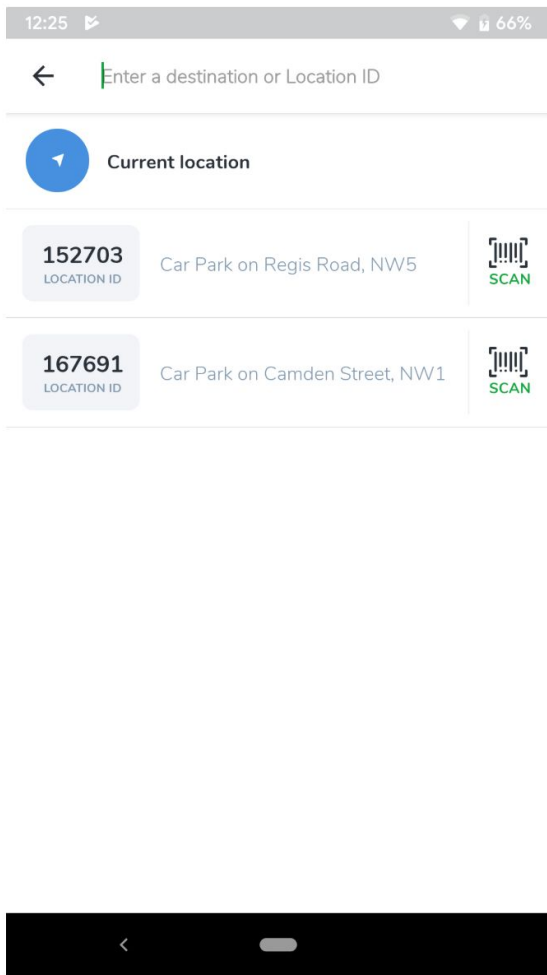 12:25 66%
Enter a destination or Location ID
Current location
152703
LOCATION ID
Car Park on Regis Road, NW5
SCAN
167691
LOCATION ID
Car Park on Camden Street, NW1
SCAN